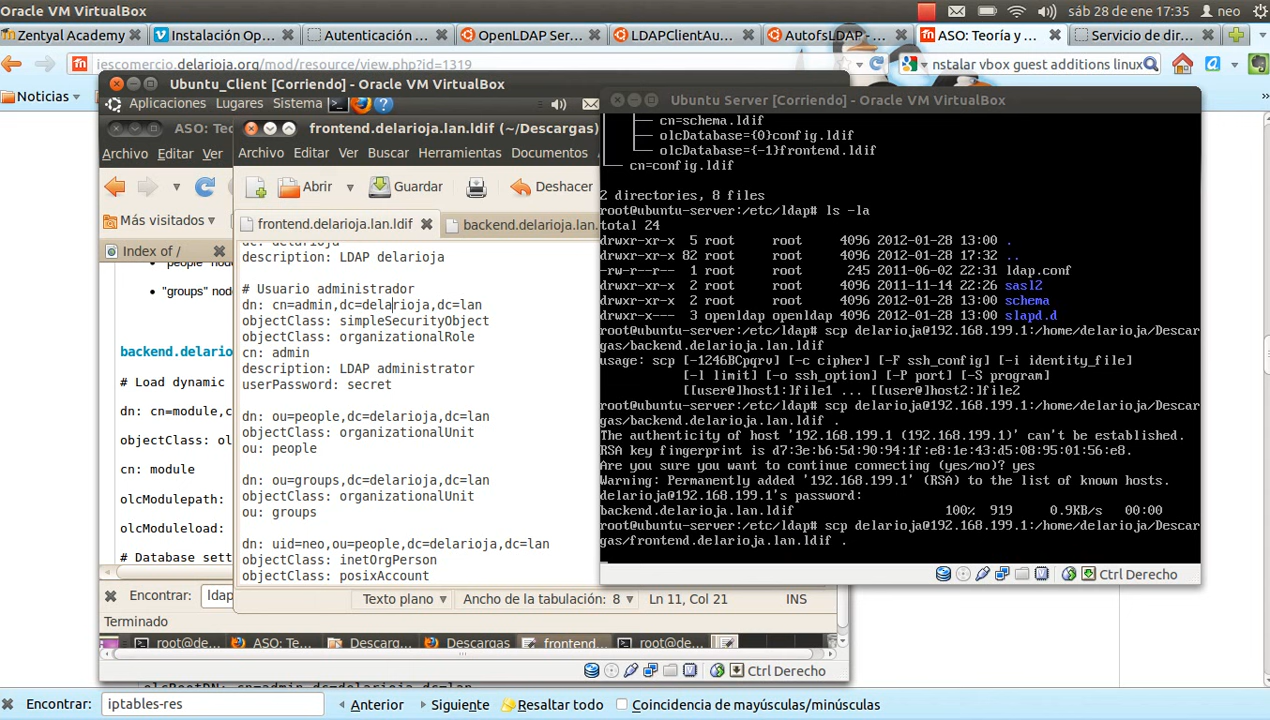 Oracle VM VirtualBox
sáb 28 de ene 17:35
neo
Zentyal Academy
Instalación Op...
Autenticación ...
OpenLDAP Ser...
LDAPClientAu...
AutofsLDAP - ...
ASO: Teoría y ...
Servicio de dir...
iescomercio.delarioja.org/mod/resource/view.php?id=1319
nstalar vbox guest additions linux
Noticias
Ubuntu_Client [Corriendo] - Oracle VM VirtualBox
Aplicaciones Lugares Sistema
ASO: Te
Archivo Editar Ver
Más visitados
Index of /
"people" nod
"groups" nod
backend.delario
# Load dynamic
dn: cn=module,c
objectClass: ol
cn: module
olcModulepath:
olcModuleload:
# Database sett
Encontrar: ldap
Terminado
frontend.delarioja.lan.ldif (~/Descargas)
Archivo Editar Ver Buscar Herramientas Documentos
Abrir
Guardar
Deshacer
frontend.delarioja.lan.ldif
backend.delarioja.lan.
dc: delarioja
description: LDAP delarioja
# Usuario administrador
dn: cn=admin,dc=delarioja,dc=lan
objectClass: simpleSecurityObject
objectClass: organizationalRole
cn: admin
description: LDAP administrator
userPassword: secret
dn: ou=people,dc=delarioja,dc=lan
objectClass: organizationalUnit
ou: people
dn: ou=groups,dc=delarioja,dc=lan
objectClass: organizationalUnit
ou: groups
dn: uid=neo,ou=people,dc=delarioja,dc=lan
objectClass: inetOrgPerson
objectClass: posixAccount
Texto plano
Ancho de la tabulación: 8
Ln 11, Col 21
INS
root@de...
ASO: Te...
Descarg...
Descargas
frontend...
root@de...
Ctrl Derecho
Ubuntu Server [Corriendo] - Oracle VM VirtualBox
cn=schema.ldif
olcDatabase={0}config.ldif
olcDatabase={-1}frontend.ldif
cn=config.ldif
2 directories, 8 files
root@ubuntu-server:/etc/ldap# ls -la
total 24
drwxr-xr-x 5 root root 4096 2012-01-28 13:00 .
drwxr-xr-x 82 root root 4096 2012-01-28 17:32 ..
-rw-r--r-- 1 root root 245 2011-06-02 22:31 ldap.conf
drwxr-xr-x 2 root root 4096 2011-11-14 22:26 sasl2
drwxr-xr-x 2 root root 4096 2012-01-28 13:00 schema
drwxr-xr-x 3 openldap openldap 4096 2012-01-28 13:00 slapd.d
root@ubuntu-server:/etc/ldap# scp delarioja@192.168.199.1:/home/delarioja/Descar
gas/backend.delarioja.lan.ldif
usage: scp [-1246BCpqrv] [-c cipher] [-F ssh_config] [-i identity_file]
[-l limit] [-o ssh_option] [-P port] [-S program]
[[user@]host1:]file1 ... [[user@]host2:]file2
root@ubuntu-server:/etc/ldap# scp delarioja@192.168.199.1:/home/delarioja/Descar
gas/backend.delarioja.lan.ldif .
The authenticity of host '192.168.199.1 (192.168.199.1)' can't be established.
RSA key fingerprint is d7:3e:b6:5d:90:94:1f:e8:1e:43:d5:08:95:01:56:e8.
Are you sure you want to continue connecting (yes/no)? yes
Warning: Permanently added '192.168.199.1' (RSA) to the list of known hosts.
delarioja@192.168.199.1's password:
backend.delarioja.lan.ldif 100% 919 0.9KB/s 00:00
root@ubuntu-server:/etc/ldap# scp delarioja@192.168.199.1:/home/delarioja/Descar
gas/frontend.delarioja.lan.ldif .
Ctrl Derecho
Encontrar: iptables-res
Anterior
Siguiente
Resaltar todo
Coincidencia de mayúsculas/minúsculas